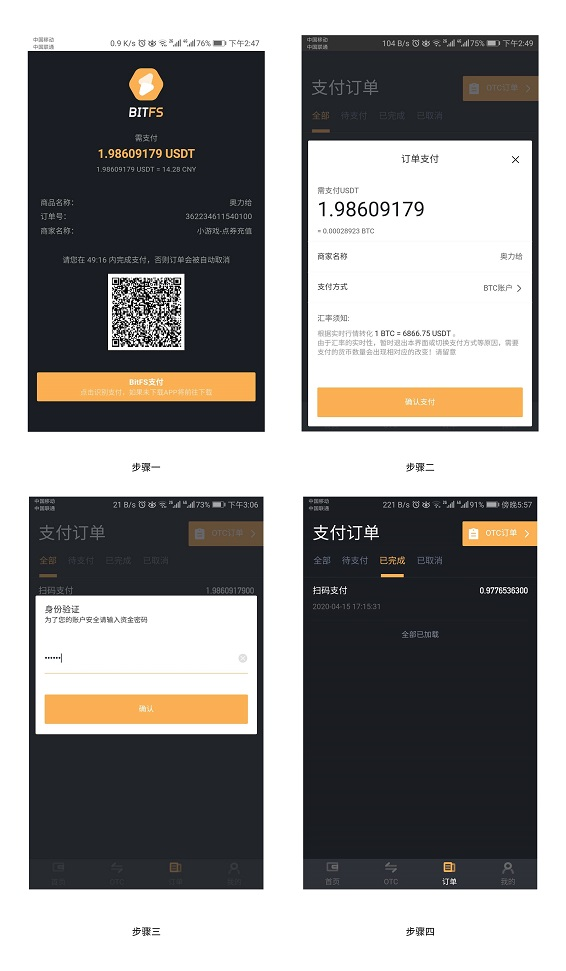 中国移动
中国联通
0.9 K/s 76% 下午2:47
BITFS
需支付
1.98609179 USDT
1.98609179 USDT = 14.28 CNY
商品名称: 奥力给
订单号: 362234611540100
商家名称: 小游戏-点券充值
请您在 49:16 内完成支付，否则订单会被自动取消
BitFS支付
点击识别支付，如果未下载APP将前往下载
步骤一
中国移动
中国联通
104 B/s 75% 下午2:49
支付订单
OTC订单
全部 待支付 已完成 已取消
订单支付
需支付USDT
1.98609179
≈ 0.00028923 BTC
商家名称 奥力给
支付方式 BTC账户
汇率须知:
根据实时行情转化 1 BTC = 6866.75 USDT 。
由于汇率的实时性，暂时退出本界面或切换支付方式等原因，需要
支付的货币数量会出现相对应的改变！请留意
确认支付
步骤二
中国移动
中国联通
21 B/s 73% 下午3:06
支付订单
OTC订单
全部 待支付 已完成 已取消
扫码支付 1.9860917900
身份验证
为了您的账户安全请输入资金密码
确认
首页 OTC 订单 我的
步骤三
中国移动
中国联通
221 B/s 91% 傍晚5:57
支付订单
OTC订单
全部 待支付 已完成 已取消
扫码支付 0.9776536300
2020-04-15 17:15:31
全部已加载
首页 OTC 订单 我的
步骤四